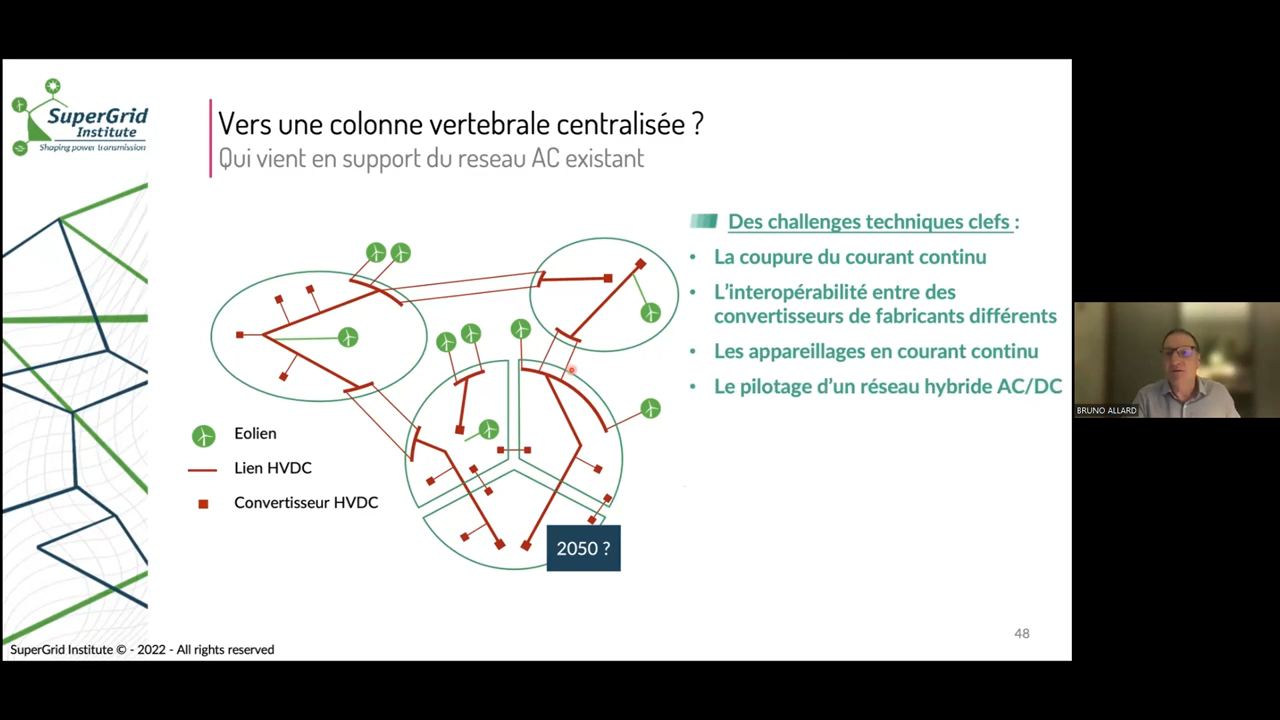 SuperGrid
Institute
Shaping power transmission
Vers une colonne vertebrale centralisée ?
Qui vient en support du reseau AC existant
Des challenges techniques clefs :
• La coupure du courant continu
• L'interopérabilité entre des
convertisseurs de fabricants différents
• Les appareillages en courant continu
• Le pilotage d'un réseau hybride AC/DC
Eolien
Lien HVDC
Convertisseur HVDC
2050 ?
48
SuperGrid Institute © - 2022 - All rights reserved
BRUNO ALLARD